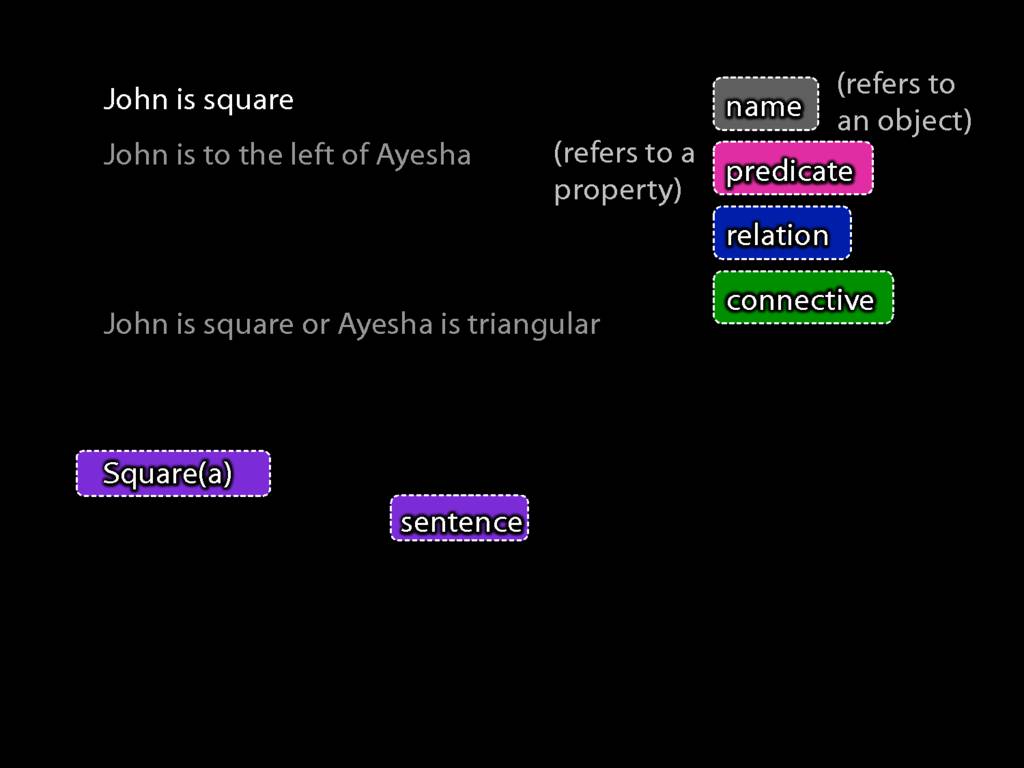 John is square
John is to the left of Ayesha
John is square or Ayesha is triangular
name
(refers to
an object)
(refers to a
property)
predicate
relation
connective
Square(a)
sentence